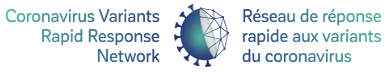 Coronavirus Variants
Rapid Response
Network
Réseau de réponse
rapide aux variants
du coronavirus